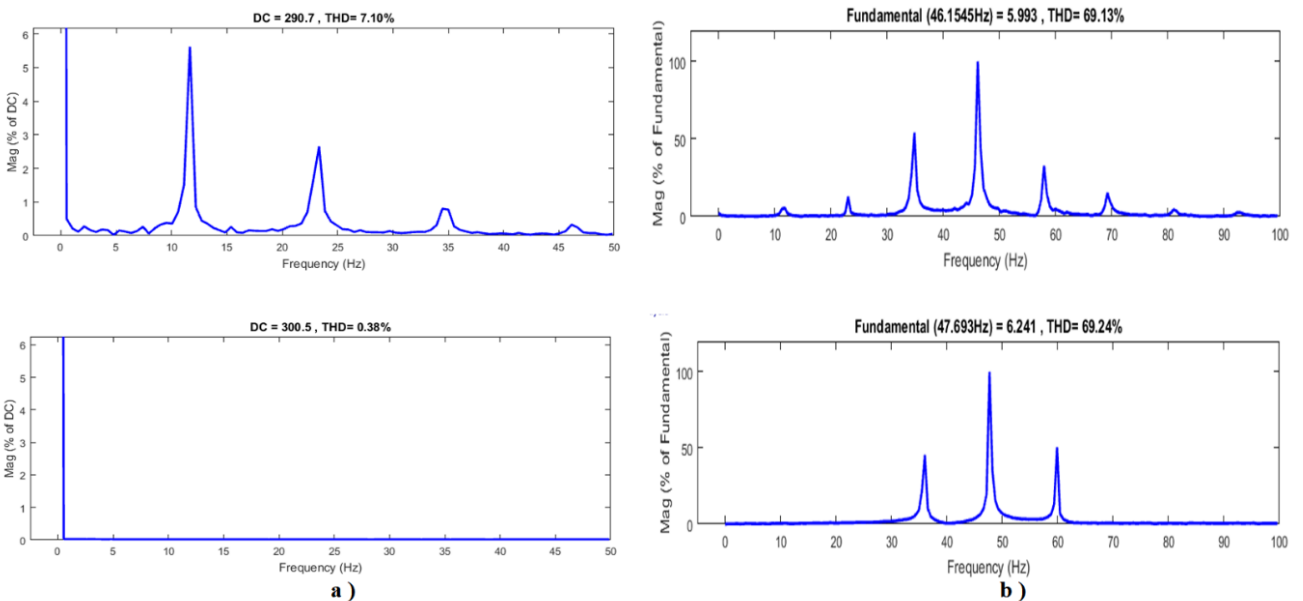 DC = 290.7 , THD= 7.10%
Mag (% of DC)
6
5
4
3
2
1
0
0 5 10 15 20 25 30 35 40 45 50
Frequency (Hz)
Fundamental (46.1545Hz) = 5.993 , THD= 69.13%
Mag (% of Fundamental)
100
50
0
0 10 20 30 40 50 60 70 80 90 100
Frequency (Hz)
DC = 300.5 , THD= 0.38%
Mag (% of DC)
6
5
4
3
2
1
0
0 5 10 15 20 25 30 35 40 45 50
Frequency (Hz)
a )
Fundamental (47.693Hz) = 6.241 , THD= 69.24%
Mag (% of Fundamental)
100
50
0
0 10 20 30 40 50 60 70 80 90 100
Frequency (Hz)
b )